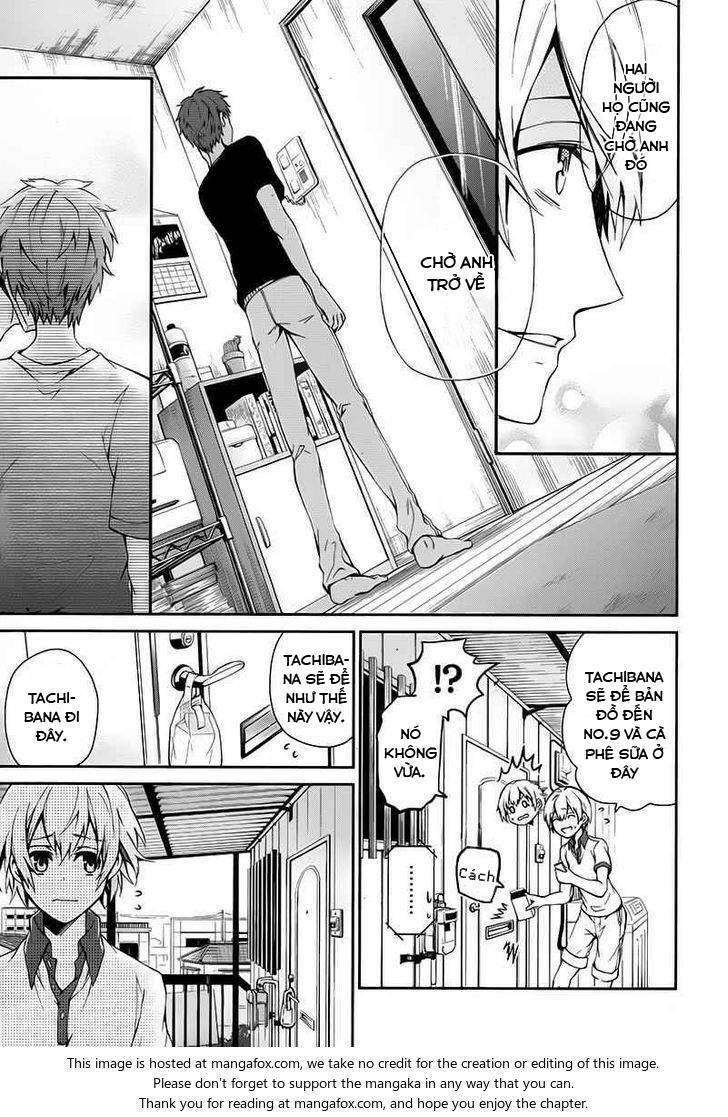 HAI
NGƯỜI
HỌ CŨNG
ĐANG
CHỜ ANH
ĐÓ
CHỜ ANH
TRỞ VỀ
TACHIBANA
SẼ ĐỂ BẢN
ĐỒ ĐẾN
NO.9 VÀ CÀ
PHÊ SỮA Ở
ĐÂY
!?
NÓ
KHÔNG
VỪA.
Cách
TACHIBA-
NA SẼ ĐỂ
NHƯ THẾ
NÀY VẬY.
TACHI-
BANA ĐI
ĐÂY.
This image is hosted at mangafox.com, we take no credit for the creation or editing of this image.
Please don't forget to support the mangaka in any way that you can.
Thank you for reading at mangafox.com, and hope you enjoy the chapter.